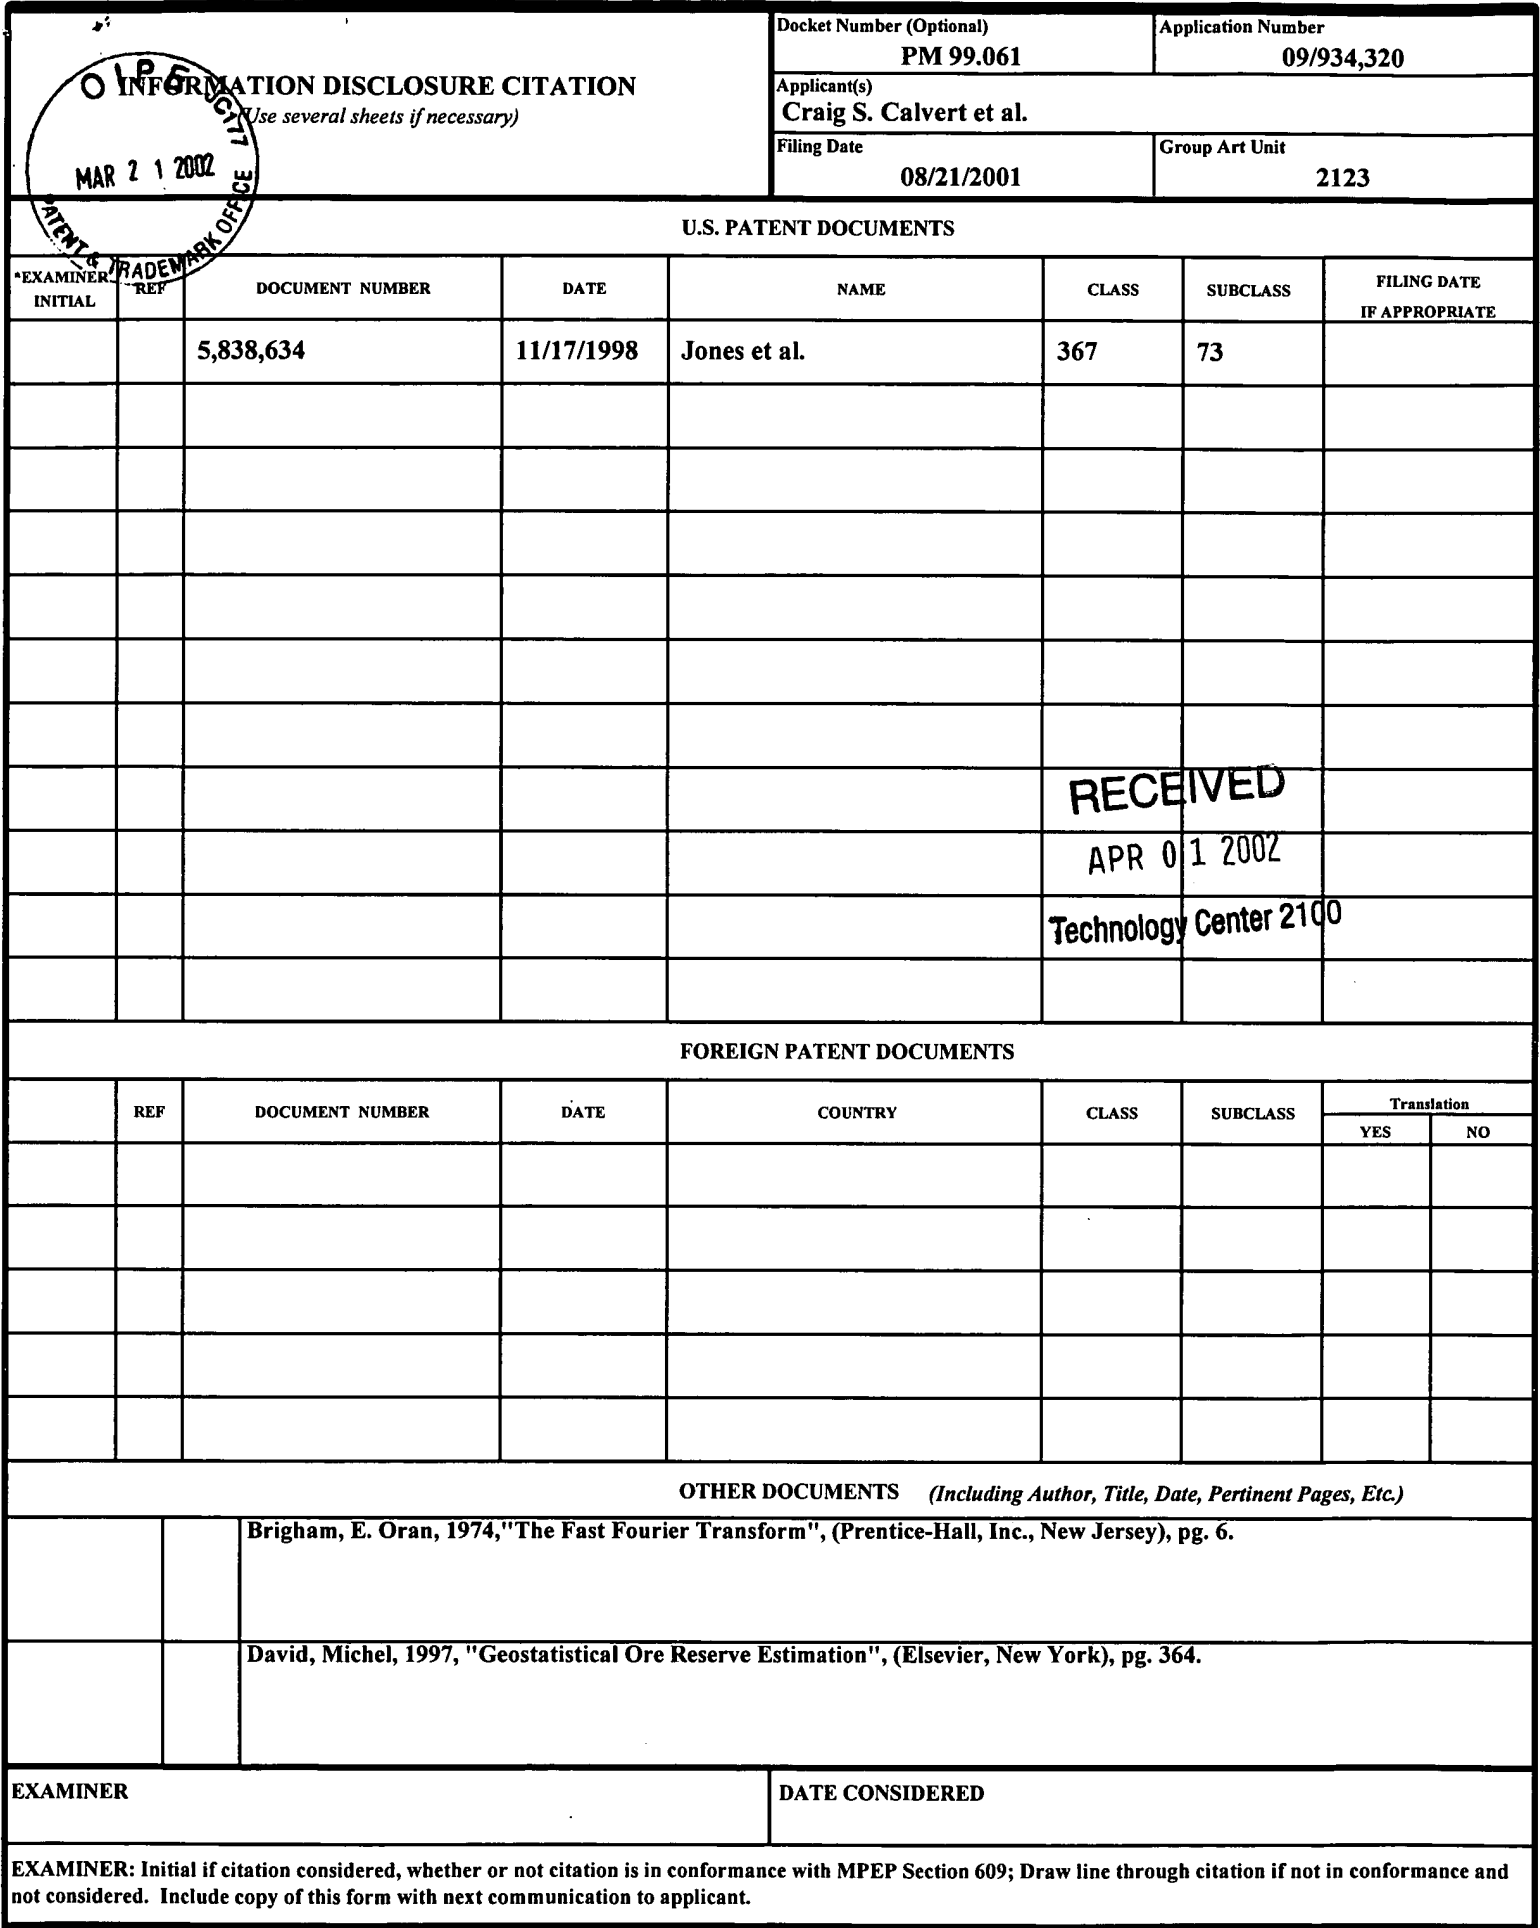 Docket Number (Optional)
PM 99.061
Application Number
09/934,320
INFORMATION DISCLOSURE CITATION
(Use several sheets if necessary)
Applicant(s)
Craig S. Calvert et al.
Filing Date
08/21/2001
Group Art Unit
2123
OIPE JC177
MAR 21 2002
PATENT & TRADEMARK OFFICE
U.S. PATENT DOCUMENTS
*EXAMINER INITIAL
REF
DOCUMENT NUMBER
DATE
NAME
CLASS
SUBCLASS
FILING DATE
IF APPROPRIATE
5,838,634
11/17/1998
Jones et al.
367
73
RECEIVED
APR 01 2002
Technology Center 2100
FOREIGN PATENT DOCUMENTS
REF
DOCUMENT NUMBER
DATE
COUNTRY
CLASS
SUBCLASS
Translation
YES
NO
OTHER DOCUMENTS (Including Author, Title, Date, Pertinent Pages, Etc.)
Brigham, E. Oran, 1974,"The Fast Fourier Transform", (Prentice-Hall, Inc., New Jersey), pg. 6.
David, Michel, 1997, "Geostatistical Ore Reserve Estimation", (Elsevier, New York), pg. 364.
EXAMINER
DATE CONSIDERED
EXAMINER: Initial if citation considered, whether or not citation is in conformance with MPEP Section 609; Draw line through citation if not in conformance and
not considered. Include copy of this form with next communication to applicant.